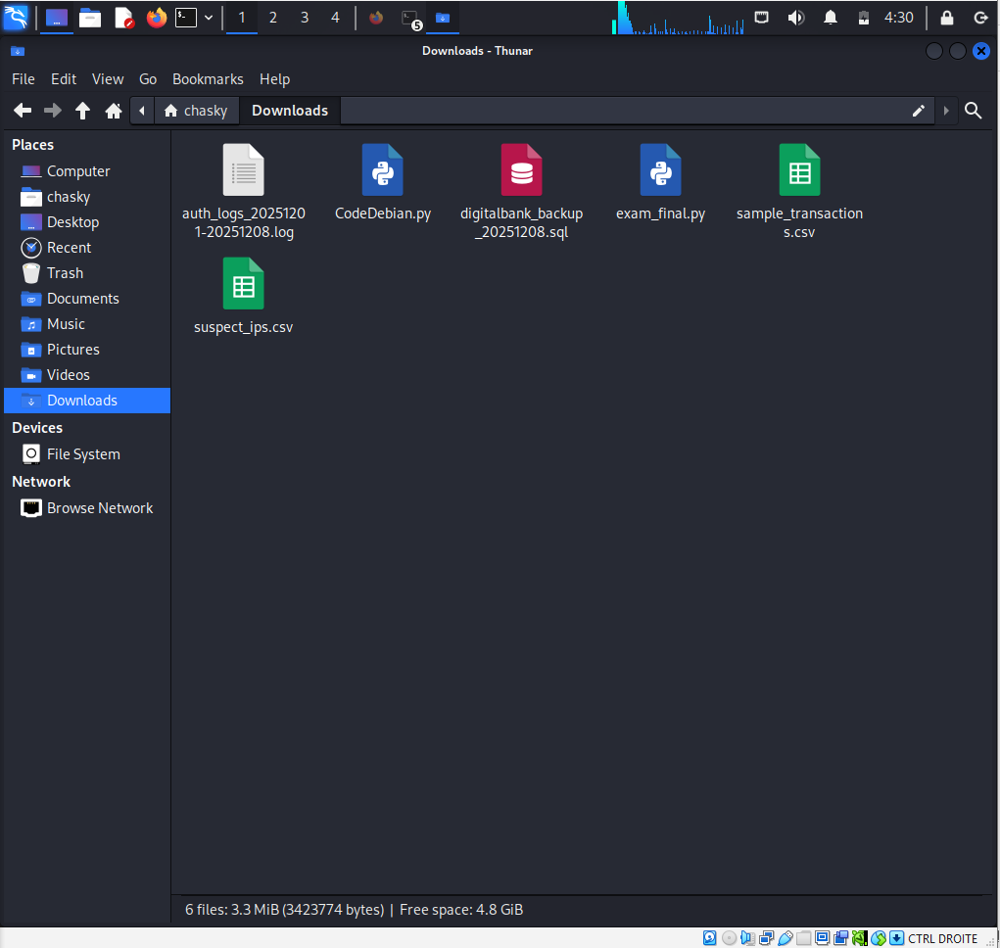 1 2 3 4 5 4:30
Downloads - Thunar
File Edit View Go Bookmarks Help
chasky Downloads
Places
Computer
chasky
Desktop
Recent
Trash
Documents
Music
Pictures
Videos
Downloads
Devices
File System
Network
Browse Network
auth_logs_2025120
1-20251208.log
CodeDebian.py
digitalbank_backup
_20251208.sql
exam_final.py
sample_transaction
s.csv
suspect_ips.csv
6 files: 3.3 MiB (3423774 bytes) | Free space: 4.8 GiB
CTRL DROITE